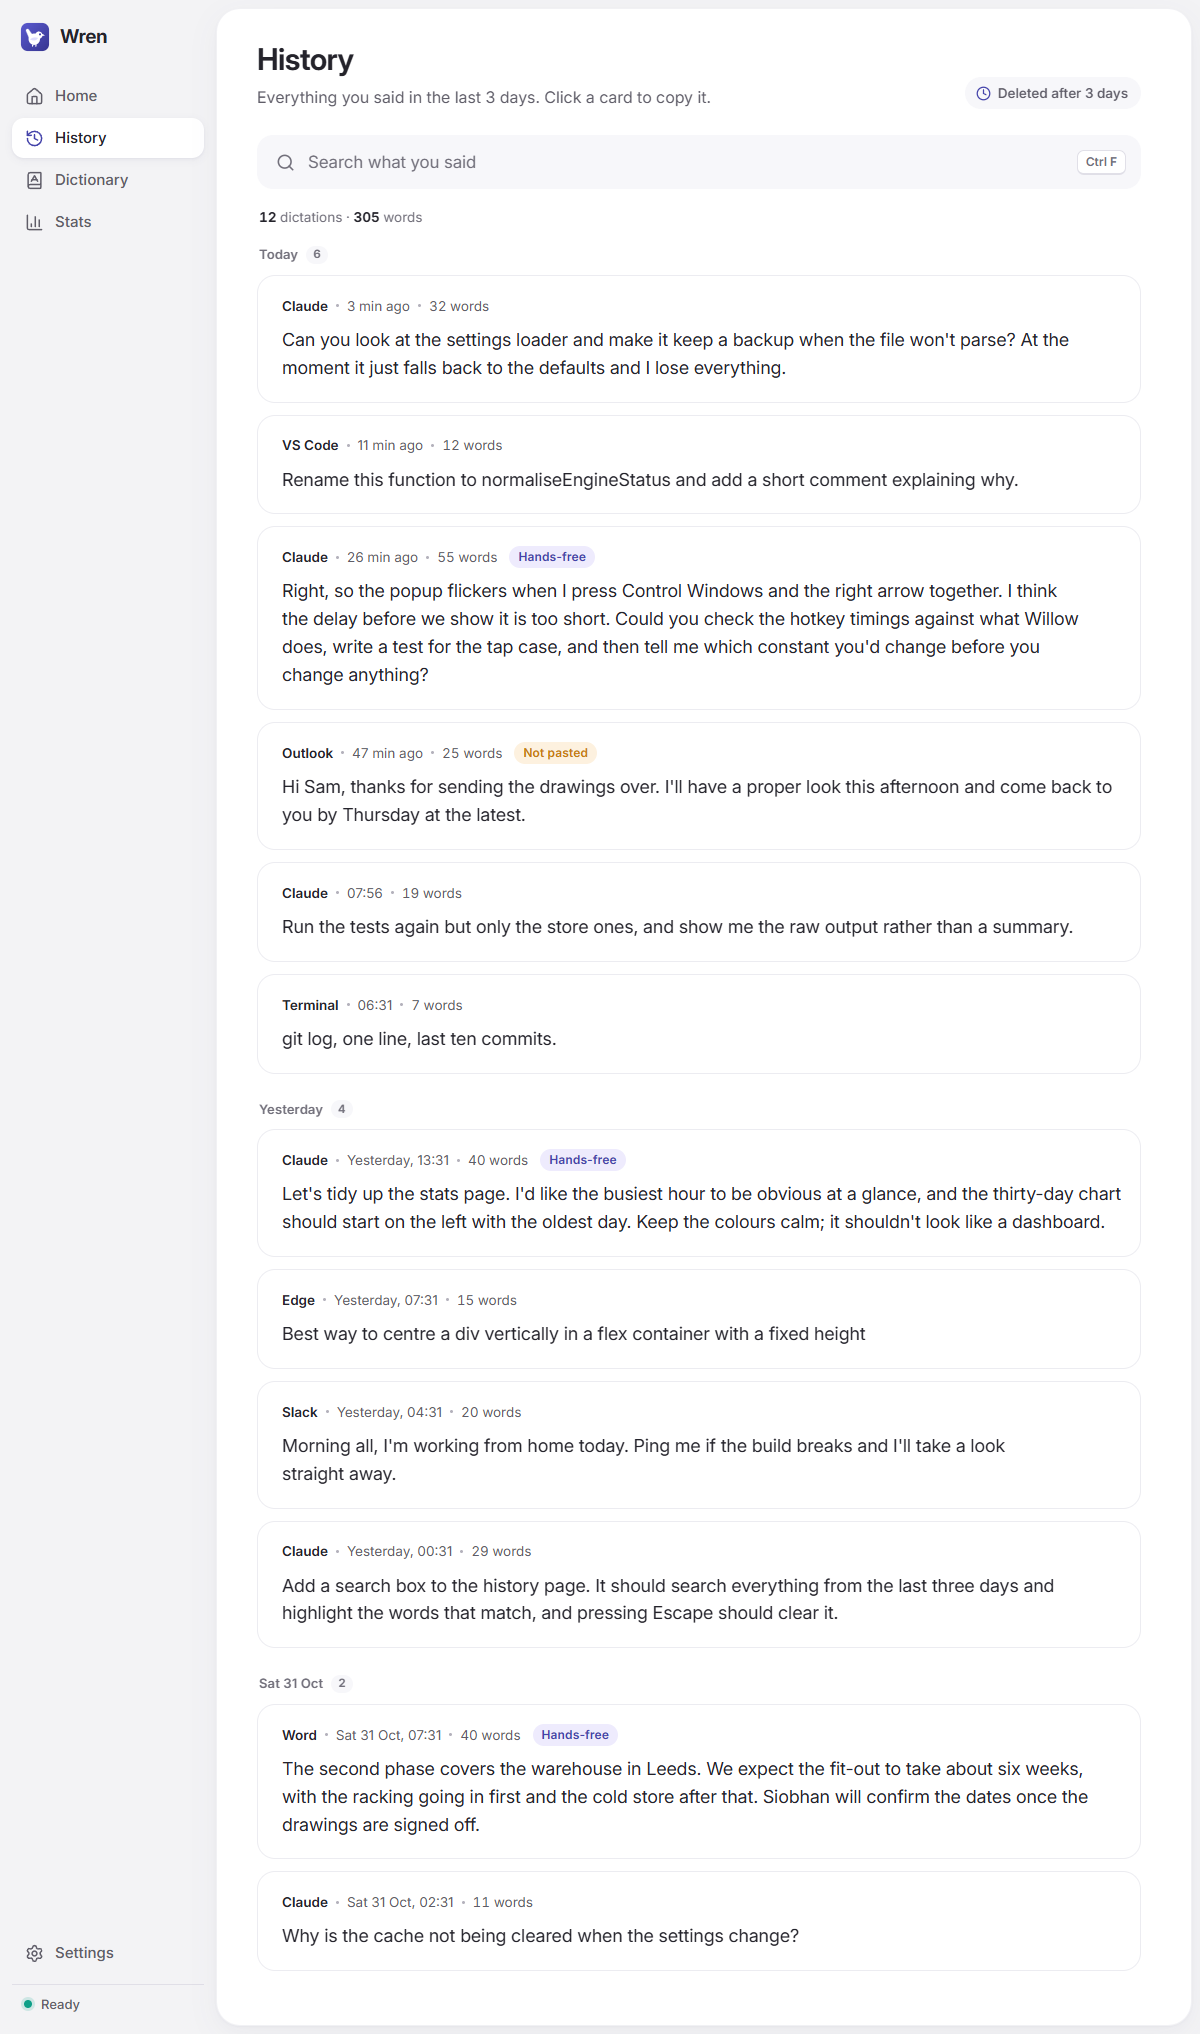 Wren
Home
History
Dictionary
Stats
Settings
Ready
History
Everything you said in the last 3 days. Click a card to copy it.
Deleted after 3 days
Search what you said
Ctrl F
12 dictations · 305 words
Today 6
Claude · 3 min ago · 32 words
Can you look at the settings loader and make it keep a backup when the file won't parse? At the
moment it just falls back to the defaults and I lose everything.
VS Code · 11 min ago · 12 words
Rename this function to normaliseEngineStatus and add a short comment explaining why.
Claude · 26 min ago · 55 words Hands-free
Right, so the popup flickers when I press Control Windows and the right arrow together. I think
the delay before we show it is too short. Could you check the hotkey timings against what Willow
does, write a test for the tap case, and then tell me which constant you'd change before you
change anything?
Outlook · 47 min ago · 25 words Not pasted
Hi Sam, thanks for sending the drawings over. I'll have a proper look this afternoon and come back to
you by Thursday at the latest.
Claude · 07:56 · 19 words
Run the tests again but only the store ones, and show me the raw output rather than a summary.
Terminal · 06:31 · 7 words
git log, one line, last ten commits.
Yesterday 4
Claude · Yesterday, 13:31 · 40 words Hands-free
Let's tidy up the stats page. I'd like the busiest hour to be obvious at a glance, and the thirty-day chart
should start on the left with the oldest day. Keep the colours calm; it shouldn't look like a dashboard.
Edge · Yesterday, 07:31 · 15 words
Best way to centre a div vertically in a flex container with a fixed height
Slack · Yesterday, 04:31 · 20 words
Morning all, I'm working from home today. Ping me if the build breaks and I'll take a look
straight away.
Claude · Yesterday, 00:31 · 29 words
Add a search box to the history page. It should search everything from the last three days and
highlight the words that match, and pressing Escape should clear it.
Sat 31 Oct 2
Word · Sat 31 Oct, 07:31 · 40 words Hands-free
The second phase covers the warehouse in Leeds. We expect the fit-out to take about six weeks,
with the racking going in first and the cold store after that. Siobhan will confirm the dates once the
drawings are signed off.
Claude · Sat 31 Oct, 02:31 · 11 words
Why is the cache not being cleared when the settings change?